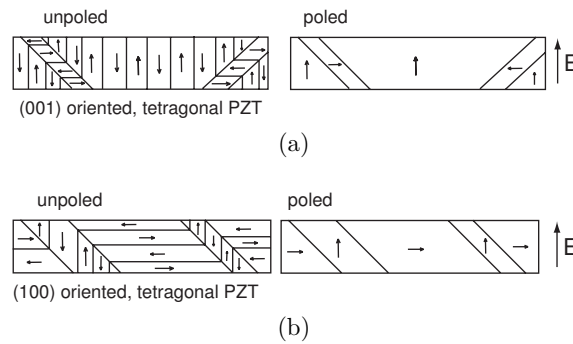 unpoled
poled
E
(001) oriented, tetragonal PZT
(a)
unpoled
poled
E
(100) oriented, tetragonal PZT
(b)